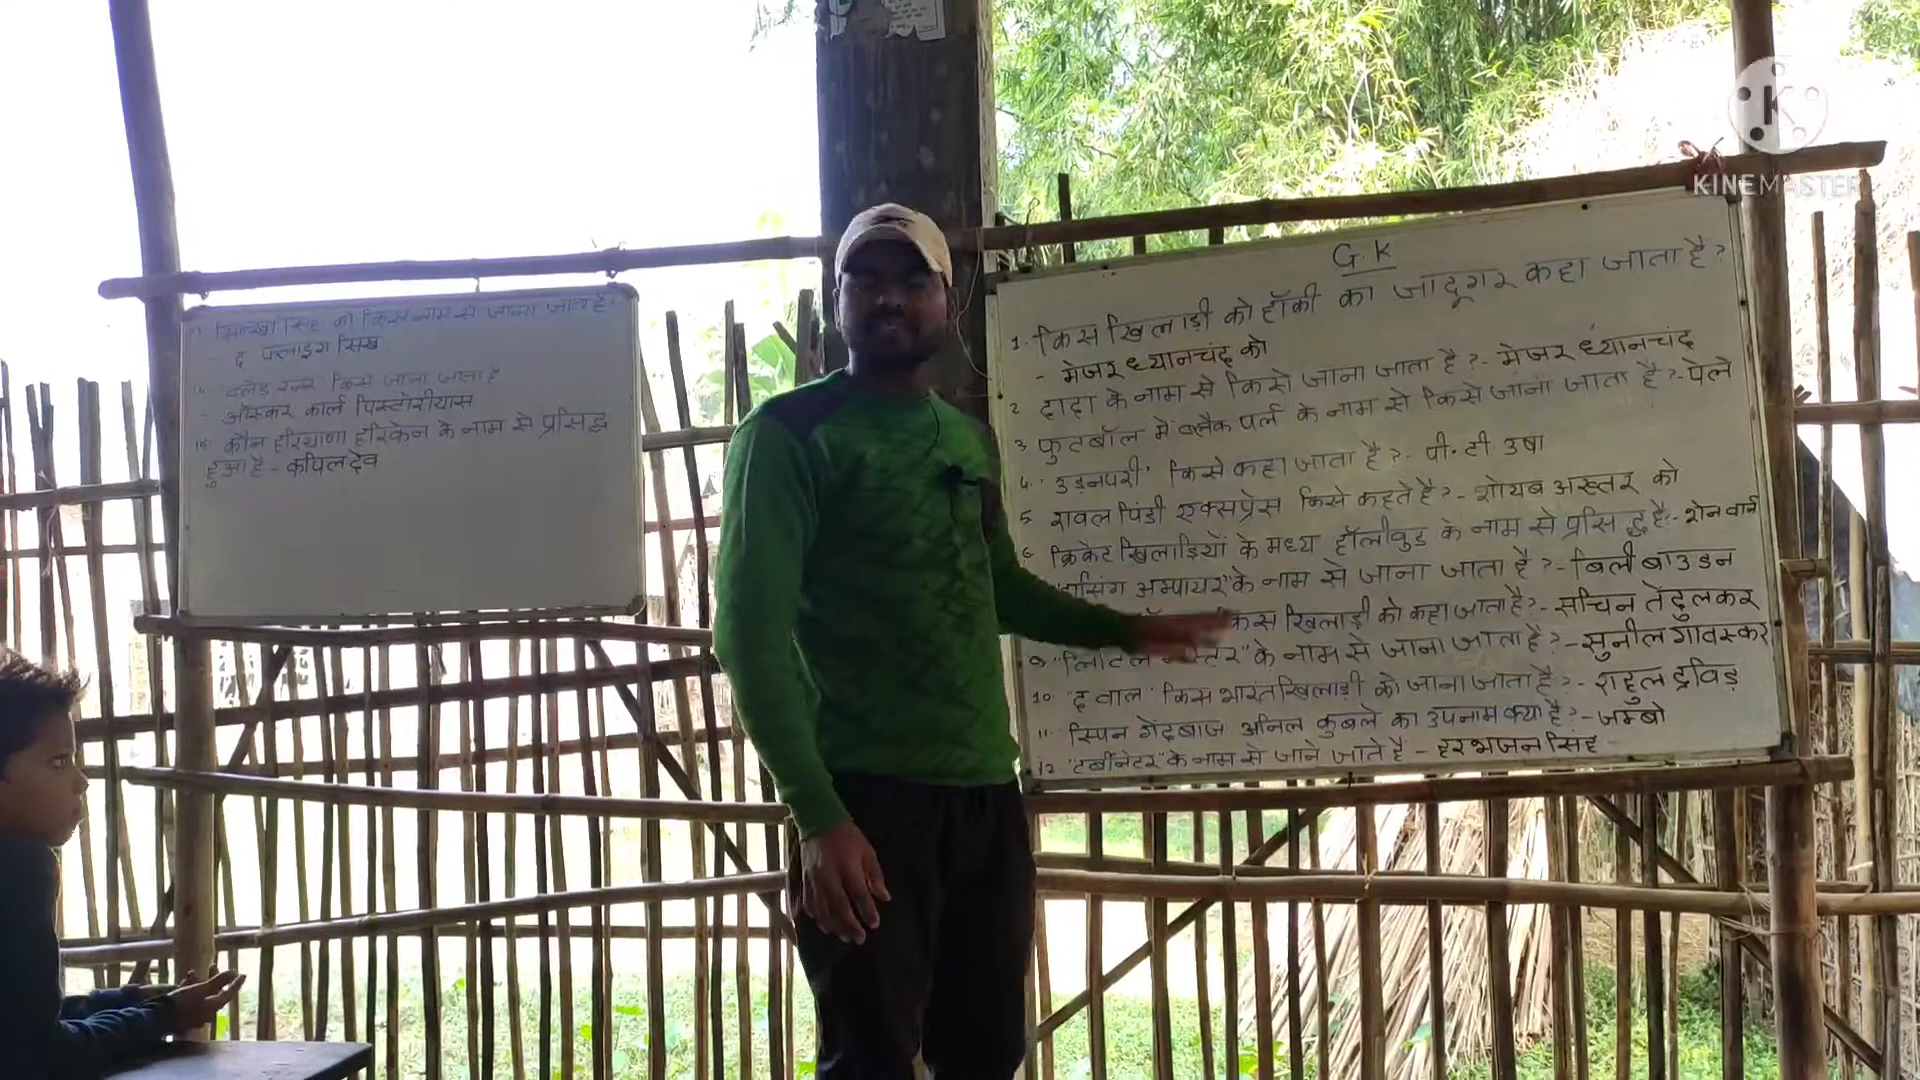 मिल्खा सिंह को किस नाम से जाना जाता है?
- द फ्लाइंग सिख
14. "ब्लेड रनर" किसे जाना जाता है
- ऑस्कर कार्ल पिस्टोरीयास
15. कौन हरियाणा हरिकेन के नाम से प्रसिद्ध
हुआ है - कपिलदेव
G.K
1. किस खिलाड़ी को हॉकी का जादूगर कहा जाता है?
- मेजर ध्यानचंद को
2 दादा के नाम से किसे जाना जाता है? - मेजर ध्यानचंद
3, फुटबॉल में ब्लैक पर्ल के नाम से किसे जाना जाता है? - पेले
4. 'उड़नपरी' किसे कहा जाता है? - पी. टी. उषा
5. रावल पिंडी एक्सप्रेस किसे कहते है? - शोयब अख्तर को
6. क्रिकेट खिलाड़ियों के मध्य हॉलीवुड के नाम से प्रसिद्ध है - शेन वार्न
अम्पायर" के नाम से जाना जाता है? - बिली बाउडन
किस खिलाड़ी को कहा जाता है? - सचिन तेंदुलकर
9 "लिटिल के नाम से जाना जाता है? - सुनील गावस्कर
10 "द वाल" किस भारत खिलाड़ी को जाना जाता है? - राहुल द्रविड़
11. स्पिन गेंदबाज अनिल कुंबले का उपनाम क्या है? - जम्बो
12 "टर्बीनेटर" के नाम से जाने जाते है - हरभजन सिंह
KINEMASTER